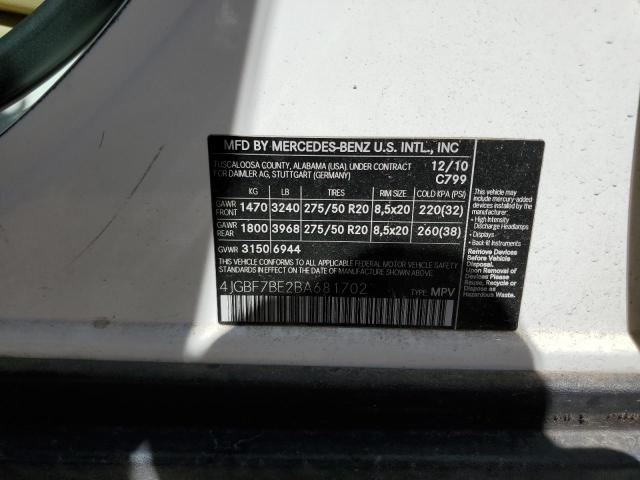 MFD BY MERCEDES-BENZ U.S. INTL., INC
TUSCALOOSA COUNTY, ALABAMA (USA) UNDER CONTRACT 12/10
FOR DAIMLER AG, STUTTGART (GERMANY) C799
KG LB TIRES RIM SIZE COLD KPA (PSI)
GAWR FRONT 1470 3240 275/50 R20 8,5x20 220(32)
GAWR REAR 1800 3968 275/50 R20 8,5x20 260(38)
GVWR 3150 6944
THIS VEHICLE CONFORMS TO ALL APPLICABLE FEDERAL MOTOR VEHICLE
SAFETY AND THEFT PREVENTION STANDARDS IN EFFECT ON THE DATE OF
MANUFACTURE SHOWN ABOVE.
4JGBF7BE2BA681702 TYPE: MPV
This vehicle may
include mercury-added
devices installed by the
manufacturer:
• High Intensity
Discharge Headlamps
• Displays
• Back-lit Instruments
Remove Devices
Before Vehicle
Disposal.
Upon Removal of
Devices Please
Reuse, Recycle or
Dispose as
Hazardous Waste.